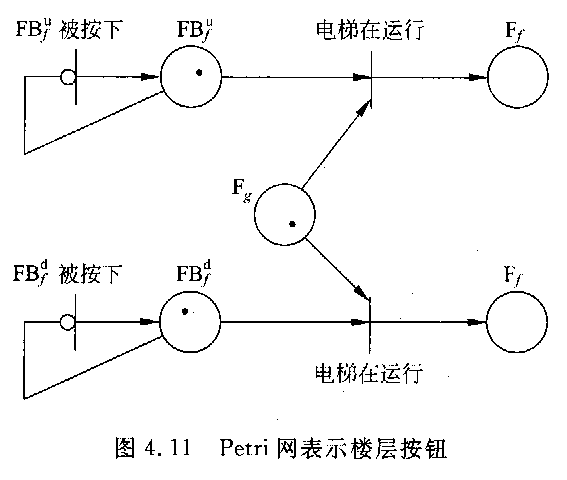 FB_f^u 被按下 FB_f^u 电梯在运行 F_f
F_g
FB_f^d 被按下 FB_f^d F_f
电梯在运行
图 4.11 Petri 网表示楼层按钮